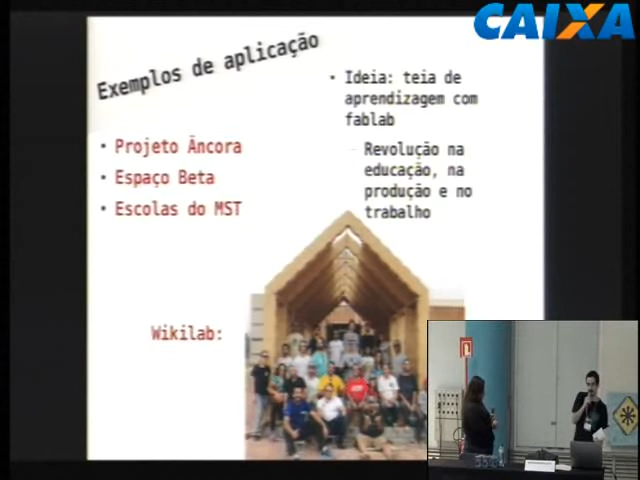 CAIXA
Exemplos de aplicação
• Projeto Âncora
• Espaço Beta
• Escolas do MST
• Ideia: teia de
aprendizagem com
fablab
– Revolução na
educação, na
produção e no
trabalho
Wikilab: